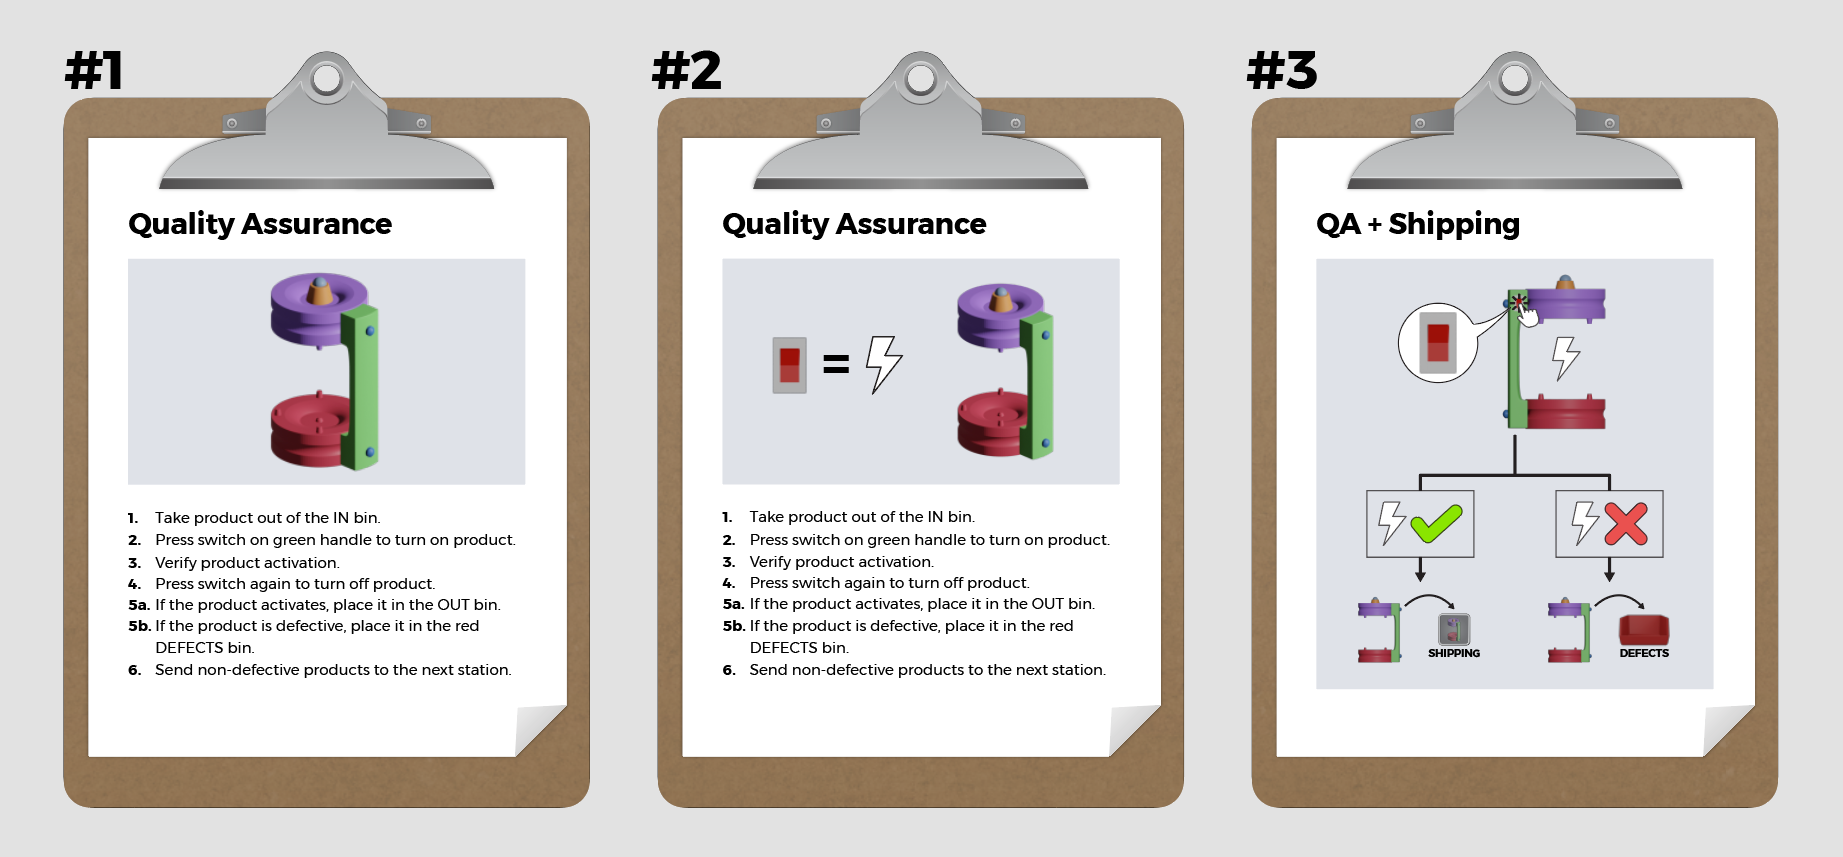 #1
Quality Assurance
1. Take product out of the IN bin.
2. Press switch on green handle to turn on product.
3. Verify product activation.
4. Press switch again to turn off product.
5a. If the product activates, place it in the OUT bin.
5b. If the product is defective, place it in the red
DEFECTS bin.
6. Send non-defective products to the next station.
#2
Quality Assurance
=
1. Take product out of the IN bin.
2. Press switch on green handle to turn on product.
3. Verify product activation.
4. Press switch again to turn off product.
5a. If the product activates, place it in the OUT bin.
5b. If the product is defective, place it in the red
DEFECTS bin.
6. Send non-defective products to the next station.
#3
QA + Shipping
SHIPPING
DEFECTS